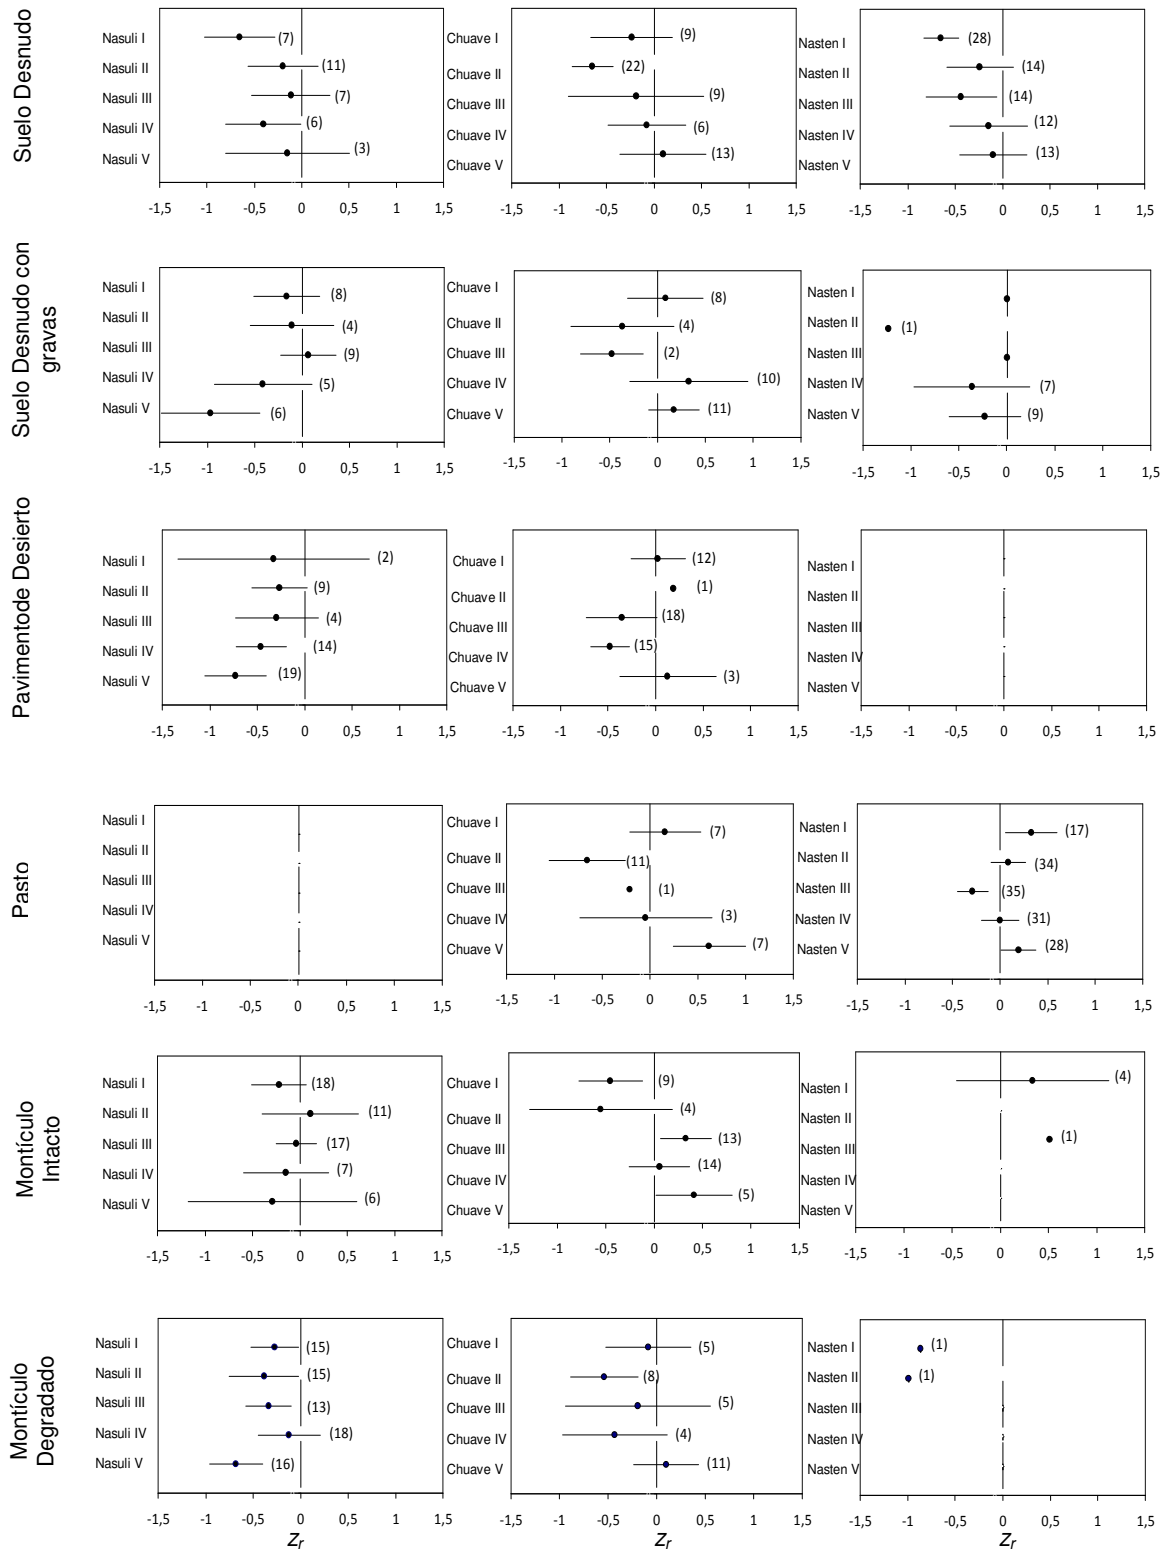 Suelo Desnudo
Nasuli I (7)
Nasuli II (11)
Nasuli III (7)
Nasuli IV (6)
Nasuli V (3)
-1,5 -1 -0,5 0 0,5 1 1,5
Chuave I (9)
Chuave II (22)
Chuave III (9)
Chuave IV (6)
Chuave V (13)
-1,5 -1 -0,5 0 0,5 1 1,5
Nasten I (28)
Nasten II (14)
Nasten III (14)
Nasten IV (12)
Nasten V (13)
-1,5 -1 -0,5 0 0,5 1 1,5
Suelo Desnudo con
gravas
Nasuli I (8)
Nasuli II (4)
Nasuli III (9)
Nasuli IV (5)
Nasuli V (6)
-1,5 -1 -0,5 0 0,5 1 1,5
Chuave I (8)
Chuave II (4)
Chuave III (2)
Chuave IV (10)
Chuave V (11)
-1,5 -1 -0,5 0 0,5 1 1,5
Nasten I
Nasten II (1)
Nasten III
Nasten IV (7)
Nasten V (9)
-1,5 -1 -0,5 0 0,5 1 1,5
Pavimentode Desierto
Nasuli I (2)
Nasuli II (9)
Nasuli III (4)
Nasuli IV (14)
Nasuli V (19)
-1,5 -1 -0,5 0 0,5 1 1,5
Chuave I (12)
Chuave II (1)
Chuave III (18)
Chuave IV (15)
Chuave V (3)
-1,5 -1 -0,5 0 0,5 1 1,5
Nasten I
Nasten II
Nasten III
Nasten IV
Nasten V
-1,5 -1 -0,5 0 0,5 1 1,5
Pasto
Nasuli I
Nasuli II
Nasuli III
Nasuli IV
Nasuli V
-1,5 -1 -0,5 0 0,5 1 1,5
Chuave I (7)
Chuave II (11)
Chuave III (1)
Chuave IV (3)
Chuave V (7)
-1,5 -1 -0,5 0 0,5 1 1,5
Nasten I (17)
Nasten II (34)
Nasten III (35)
Nasten IV (31)
Nasten V (28)
-1,5 -1 -0,5 0 0,5 1 1,5
Montículo
Intacto
Nasuli I (18)
Nasuli II (11)
Nasuli III (17)
Nasuli IV (7)
Nasuli V (6)
-1,5 -1 -0,5 0 0,5 1 1,5
Chuave I (9)
Chuave II (4)
Chuave III (13)
Chuave IV (14)
Chuave V (5)
-1,5 -1 -0,5 0 0,5 1 1,5
Nasten I (4)
Nasten II
Nasten III (1)
Nasten IV
Nasten V
-1,5 -1 -0,5 0 0,5 1 1,5
Montículo
Degradado
Nasuli I (15)
Nasuli II (15)
Nasuli III (13)
Nasuli IV (18)
Nasuli V (16)
-1,5 -1 -0,5 0 0,5 1 1,5
Zr
Chuave I (5)
Chuave II (8)
Chuave III (5)
Chuave IV (4)
Chuave V (11)
-1,5 -1 -0,5 0 0,5 1 1,5
Zr
Nasten I (1)
Nasten II (1)
Nasten III
Nasten IV
Nasten V
-1,5 -1 -0,5 0 0,5 1 1,5
Zr